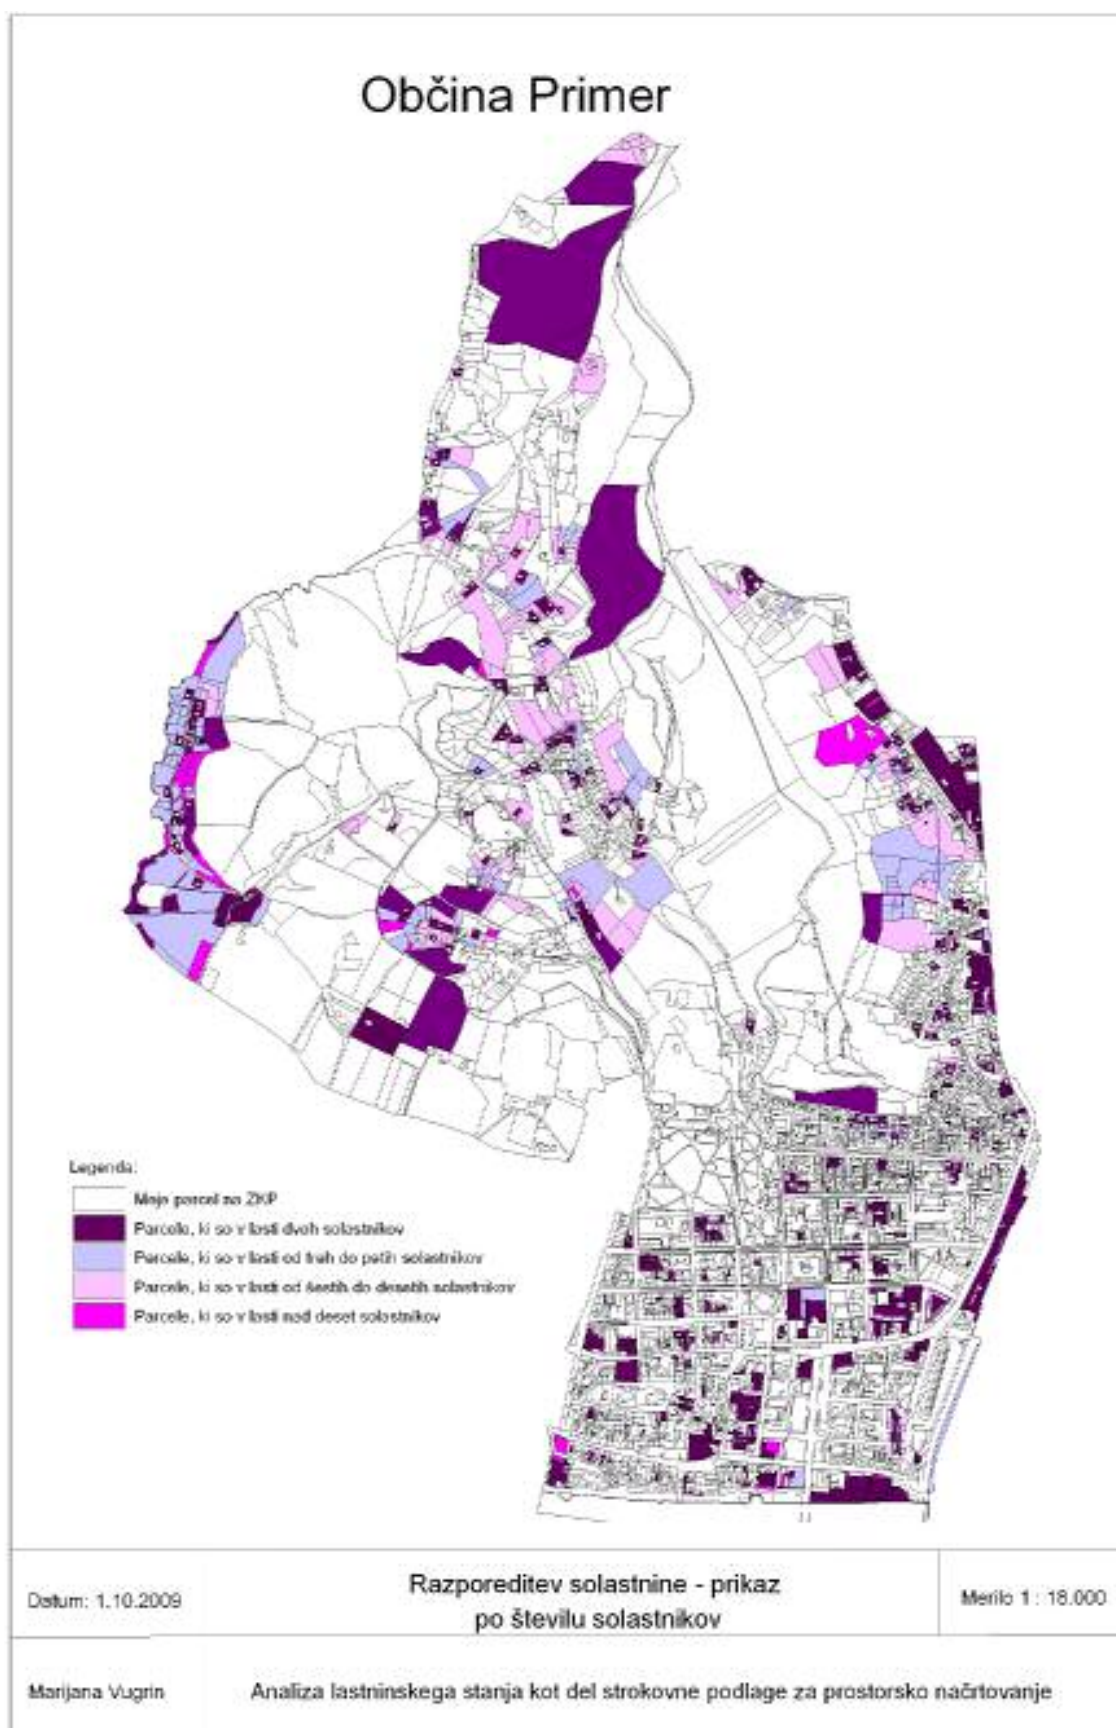 Občina Primer
Legenda:
Meje parcel na ZKP
Parcele, ki so v lasti dveh solastnikov
Parcele, ki so v lasti od treh do petih solastnikov
Parcele, ki so v lasti od šestih do desetih solastnikov
Parcele, ki so v lasti nad deset solastnikov
Datum: 1.10.2009
Razporeditev solastnine - prikaz
po številu solastnikov
Merilo 1 : 18.000
Marijana Vugrin
Analiza lastninskega stanja kot del strokovne podlage za prostorsko načrtovanje